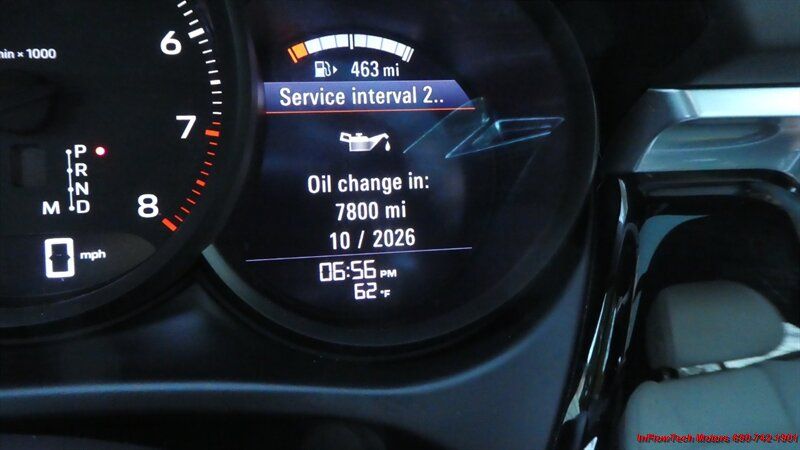 min × 1000
6
7
8
P
R
N
M D
0 mph
463 mi
Service interval 2..
Oil change in:
7800 mi
10 / 2026
06:56 PM
62 °F
InFlowTech Motors 630-742-1901